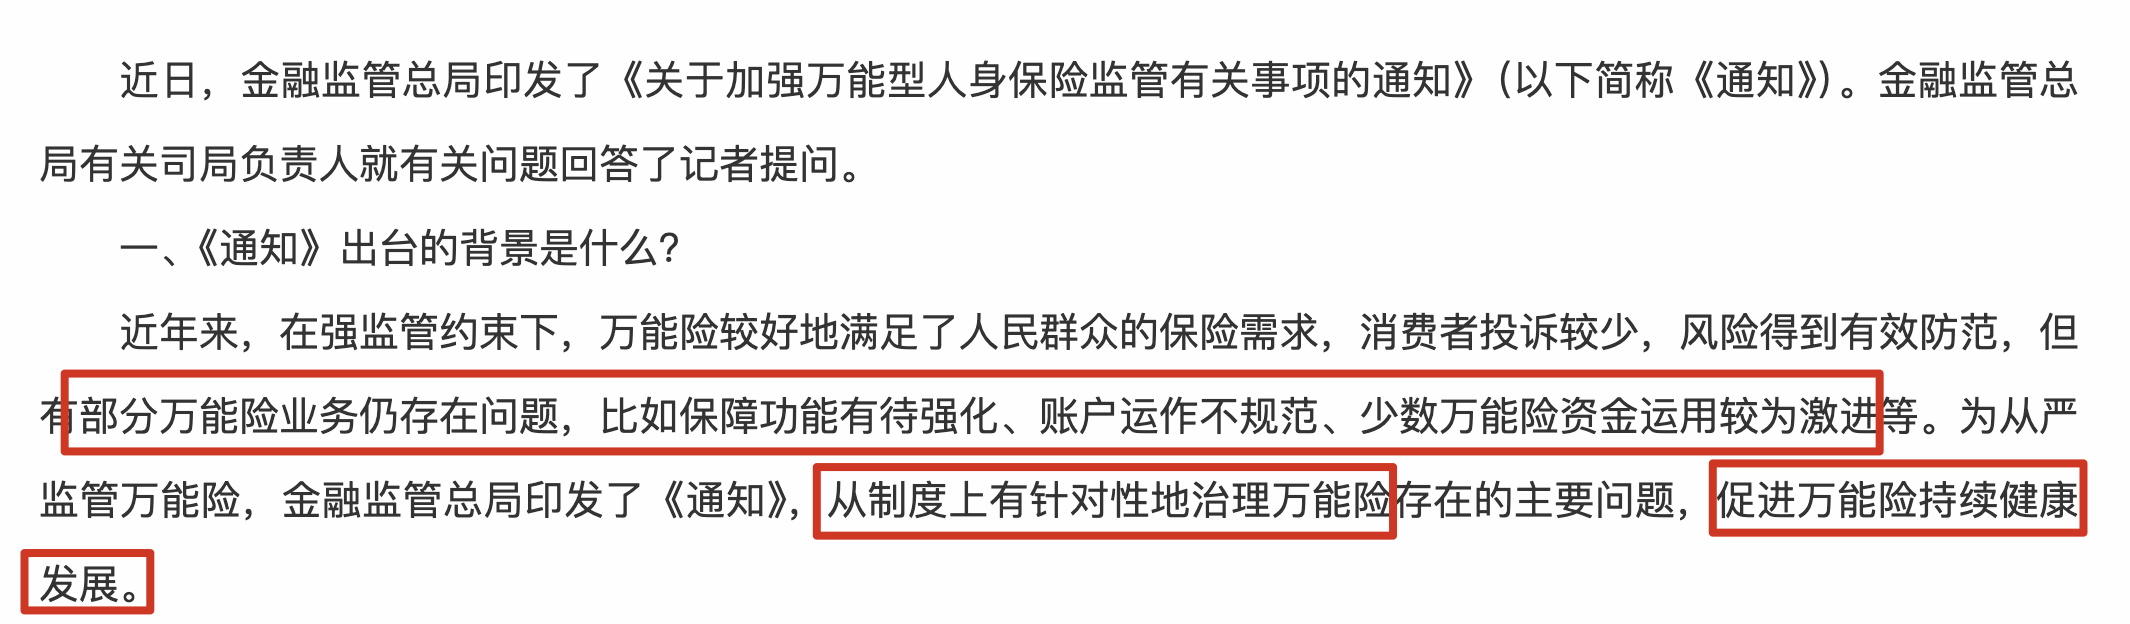 近日，金融监管总局印发了《关于加强万能型人身保险监管有关事项的通知》（以下简称《通知》）。金融监管总
局有关司局负责人就有关问题回答了记者提问。
一、《通知》出台的背景是什么？
近年来，在强监管约束下，万能险较好地满足了人民群众的保险需求，消费者投诉较少，风险得到有效防范，但
有部分万能险业务仍存在问题，比如保障功能有待强化、账户运作不规范、少数万能险资金运用较为激进等。为从严
监管万能险，金融监管总局印发了《通知》，从制度上有针对性地治理万能险存在的主要问题，促进万能险持续健康
发展。